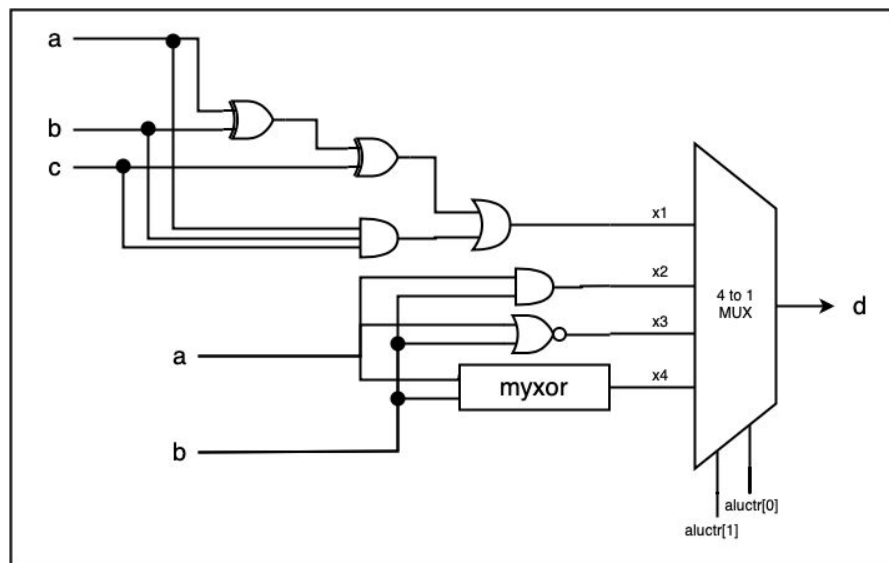 a
b
c
x1
x2
4 to 1
MUX
d
x3
a
x4
myxor
b
aluctr[0]
aluctr[1]